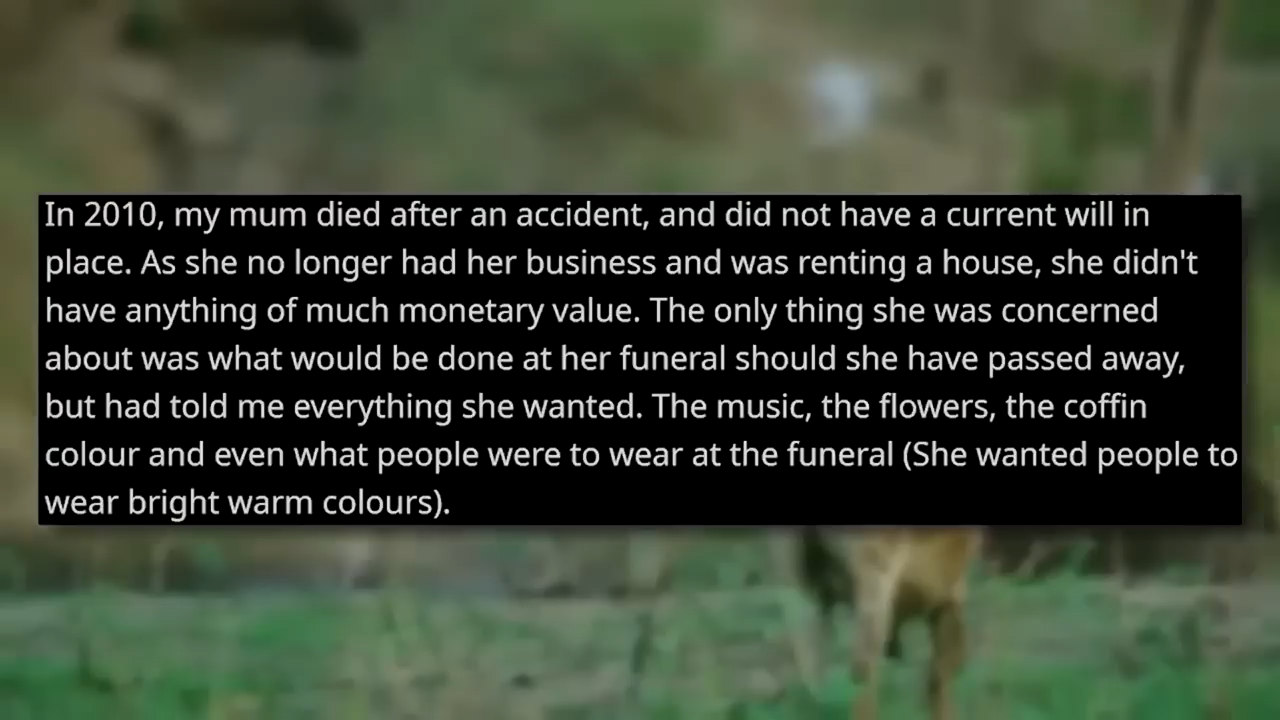 In 2010, my mum died after an accident, and did not have a current will in
place. As she no longer had her business and was renting a house, she didn't
have anything of much monetary value. The only thing she was concerned
about was what would be done at her funeral should she have passed away,
but had told me everything she wanted. The music, the flowers, the coffin
colour and even what people were to wear at the funeral (She wanted people to
wear bright warm colours).